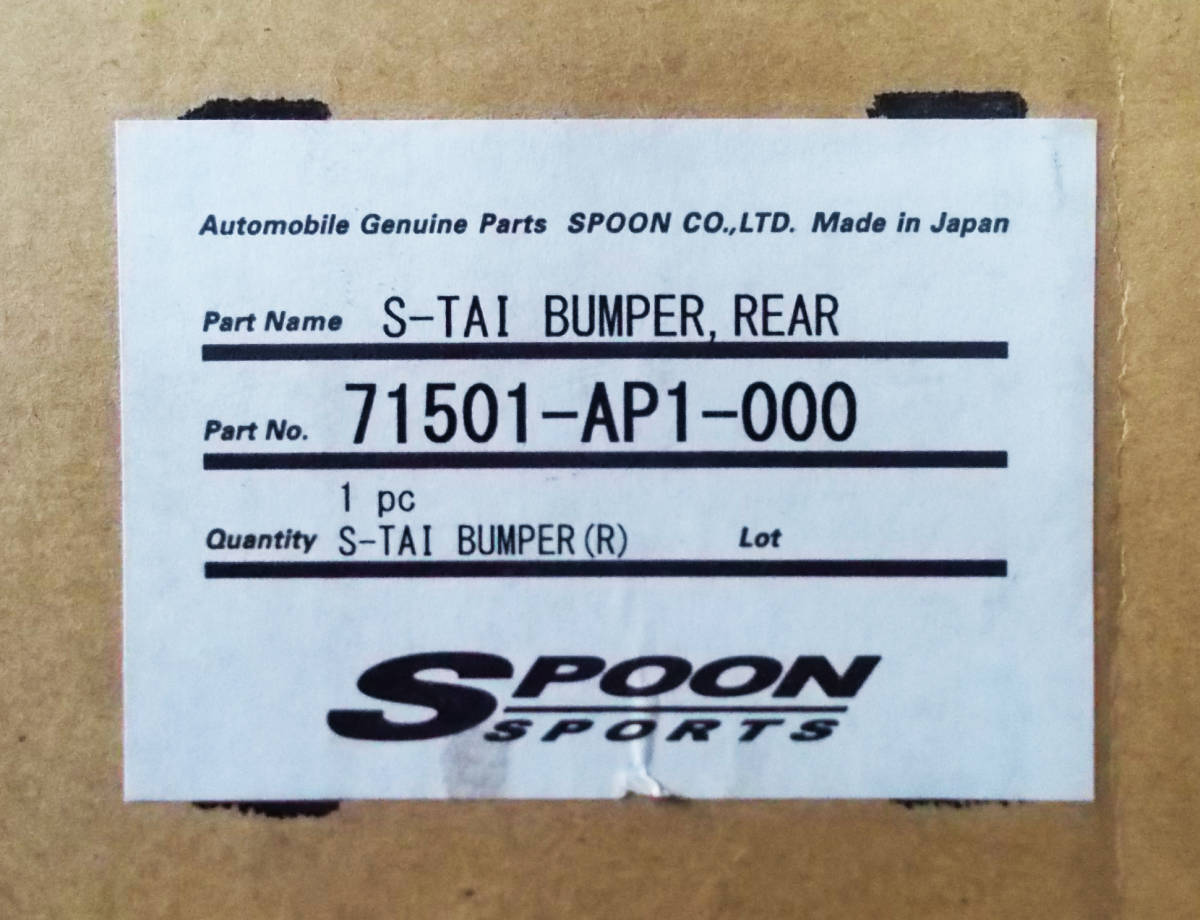 Automobile Genuine Parts SPOON CO.,LTD. Made in Japan
Part Name S-TAI BUMPER, REAR
Part No. 71501-AP1-000
1 pc
Quantity S-TAI BUMPER(R) Lot
SPOON
SPORTS